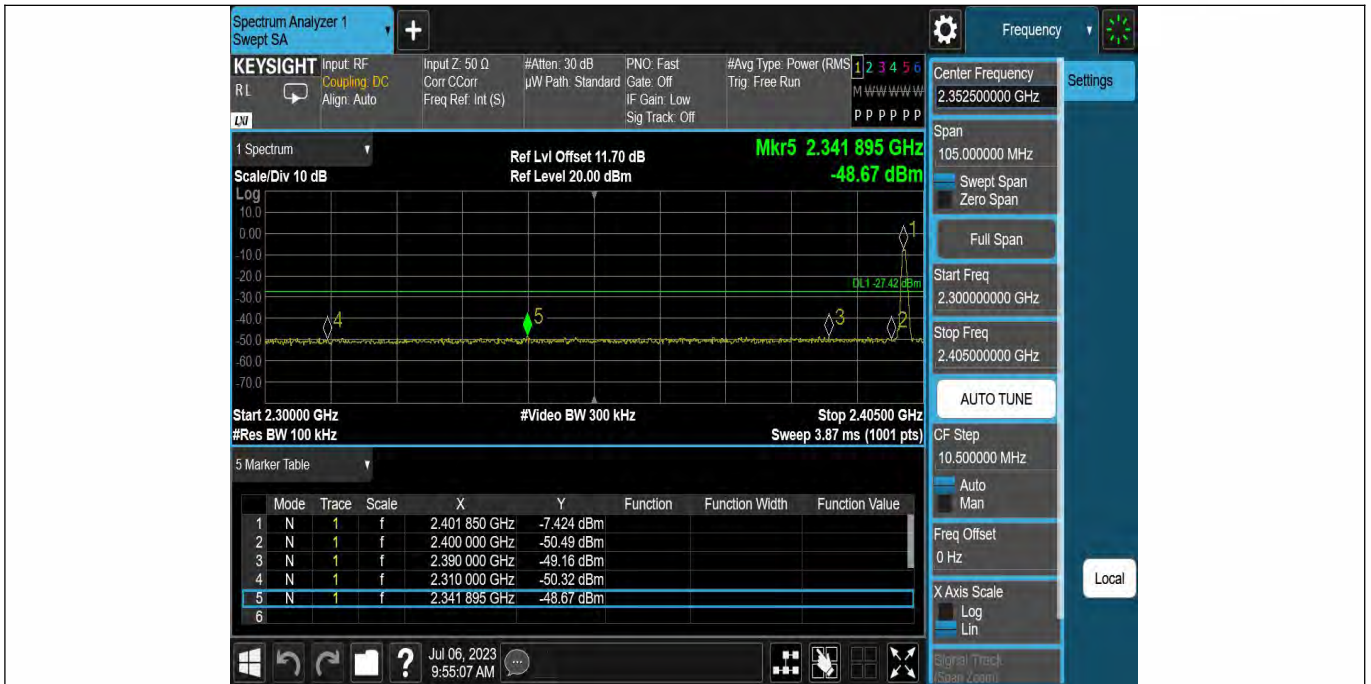 Spectrum Analyzer 1
Swept SA
+
Frequency
KEYSIGHT
RL
LXI
Input: RF
Coupling: DC
Align: Auto
Input Z: 50 Ω
Corr CCorr
Freq Ref: Int (S)
#Atten: 30 dB
µW Path: Standard
PNO: Fast
Gate: Off
IF Gain: Low
Sig Track: Off
#Avg Type: Power (RMS
Trig: Free Run
1 2 3 4 5 6
M W W W W W
P P P P P P
1 Spectrum
Scale/Div 10 dB
Ref Lvl Offset 11.70 dB
Ref Level 20.00 dBm
Mkr5 2.341 895 GHz
-48.67 dBm
Log
10.0
0.00
-10.0
-20.0
-30.0
-40.0
-50.0
-60.0
-70.0
1
DL1 -27.42 dBm
4
5
3
2
Start 2.30000 GHz
#Video BW 300 kHz
Stop 2.40500 GHz
#Res BW 100 kHz
Sweep 3.87 ms (1001 pts)
5 Marker Table
Mode Trace Scale X Y Function Function Width Function Value
1 N 1 f 2.401 850 GHz -7.424 dBm
2 N 1 f 2.400 000 GHz -50.49 dBm
3 N 1 f 2.390 000 GHz -49.16 dBm
4 N 1 f 2.310 000 GHz -50.32 dBm
5 N 1 f 2.341 895 GHz -48.67 dBm
6
?
Jul 06, 2023
9:55:07 AM
Center Frequency
2.352500000 GHz
Settings
Span
105.000000 MHz
Swept Span
Zero Span
Full Span
Start Freq
2.300000000 GHz
Stop Freq
2.405000000 GHz
AUTO TUNE
CF Step
10.500000 MHz
Auto
Man
Freq Offset
0 Hz
Local
X Axis Scale
Log
Lin
Signal Track
(Span Zoom)